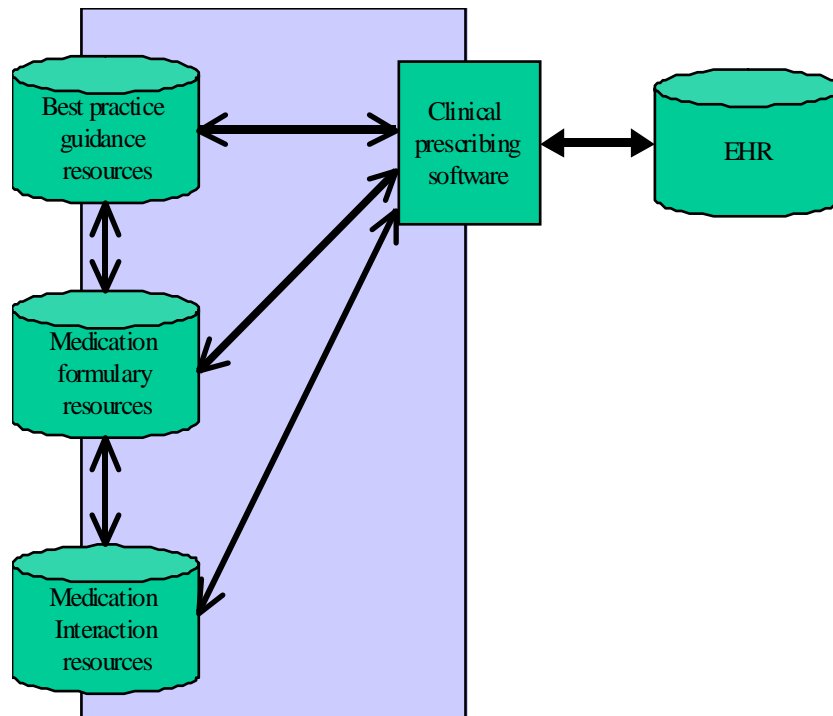 Best practice
guidance
resources
Clinical
prescribing
software
EHR
Medication
formulary
resources
Medication
Interaction
resources